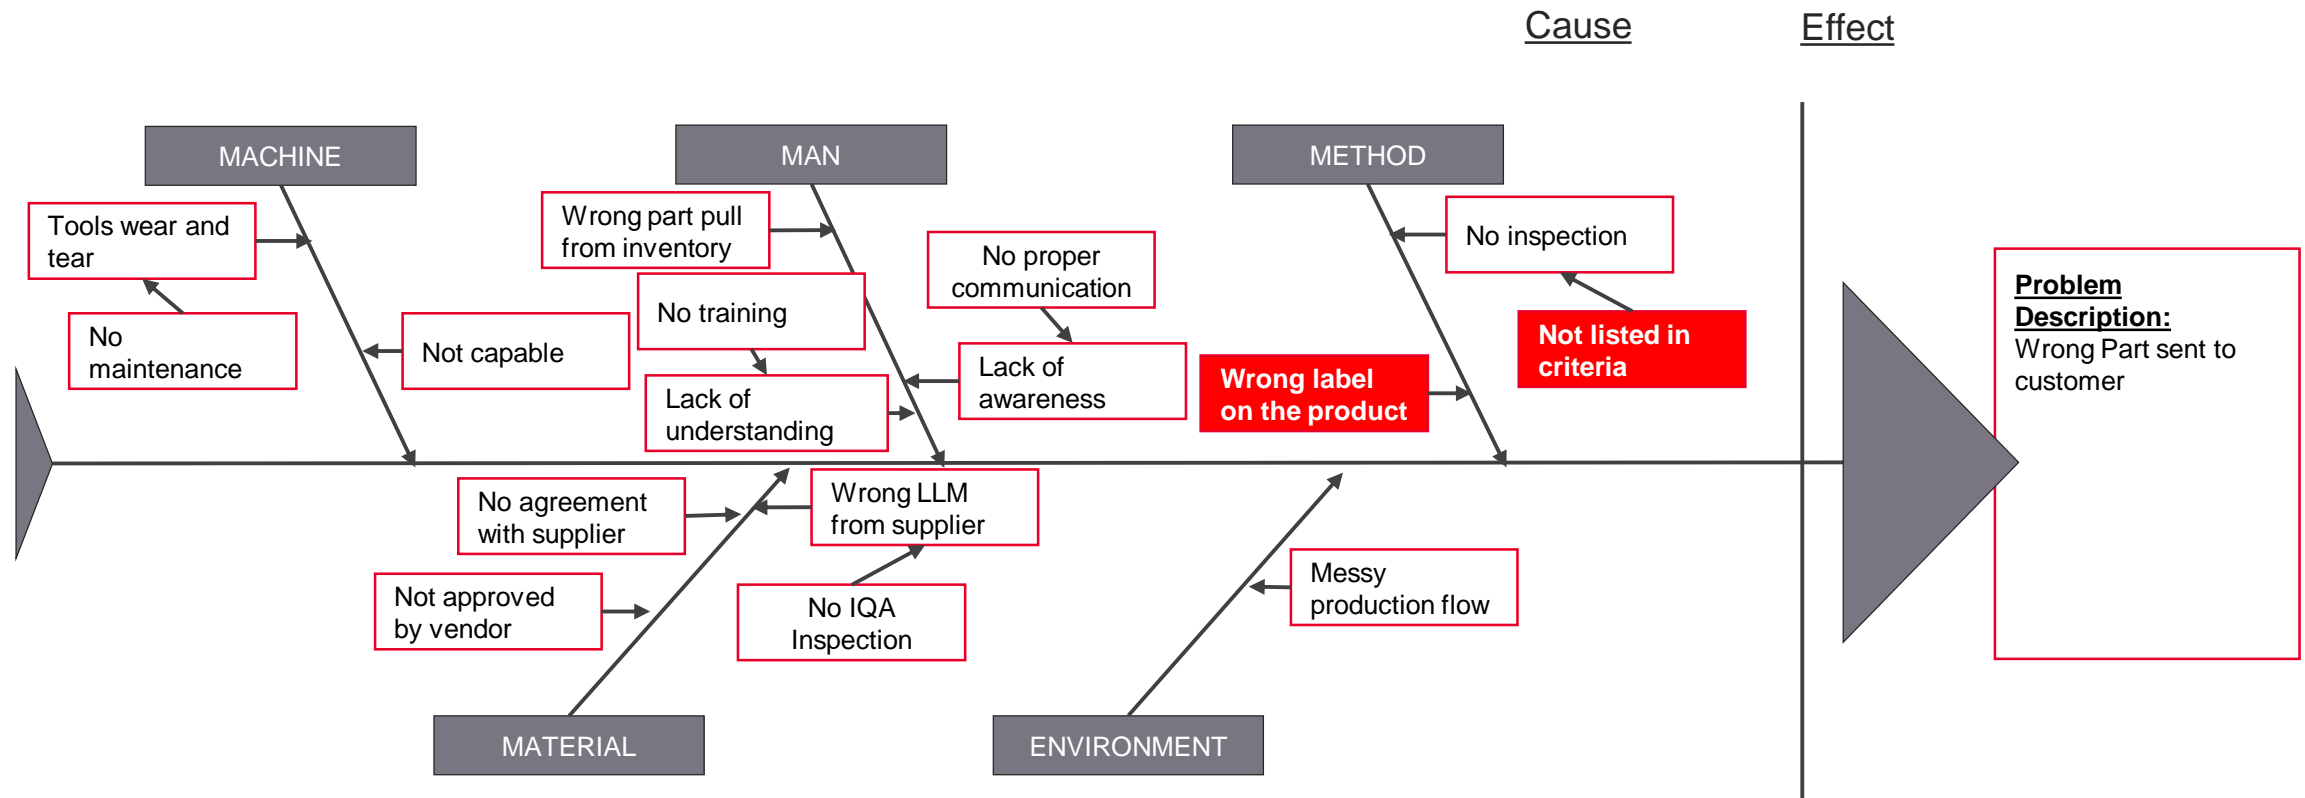 Cause
Effect
MACHINE
MAN
METHOD
Tools wear and
tear
No
maintenance
Not capable
Wrong part pull
from inventory
No training
Lack of
understanding
No proper
communication
Lack of
awareness
No inspection
Not listed in
criteria
Wrong label
on the product
Problem
Description:
Wrong Part sent to
customer
No agreement
with supplier
Wrong LLM
from supplier
Not approved
by vendor
No IQA
Inspection
Messy
production flow
MATERIAL
ENVIRONMENT